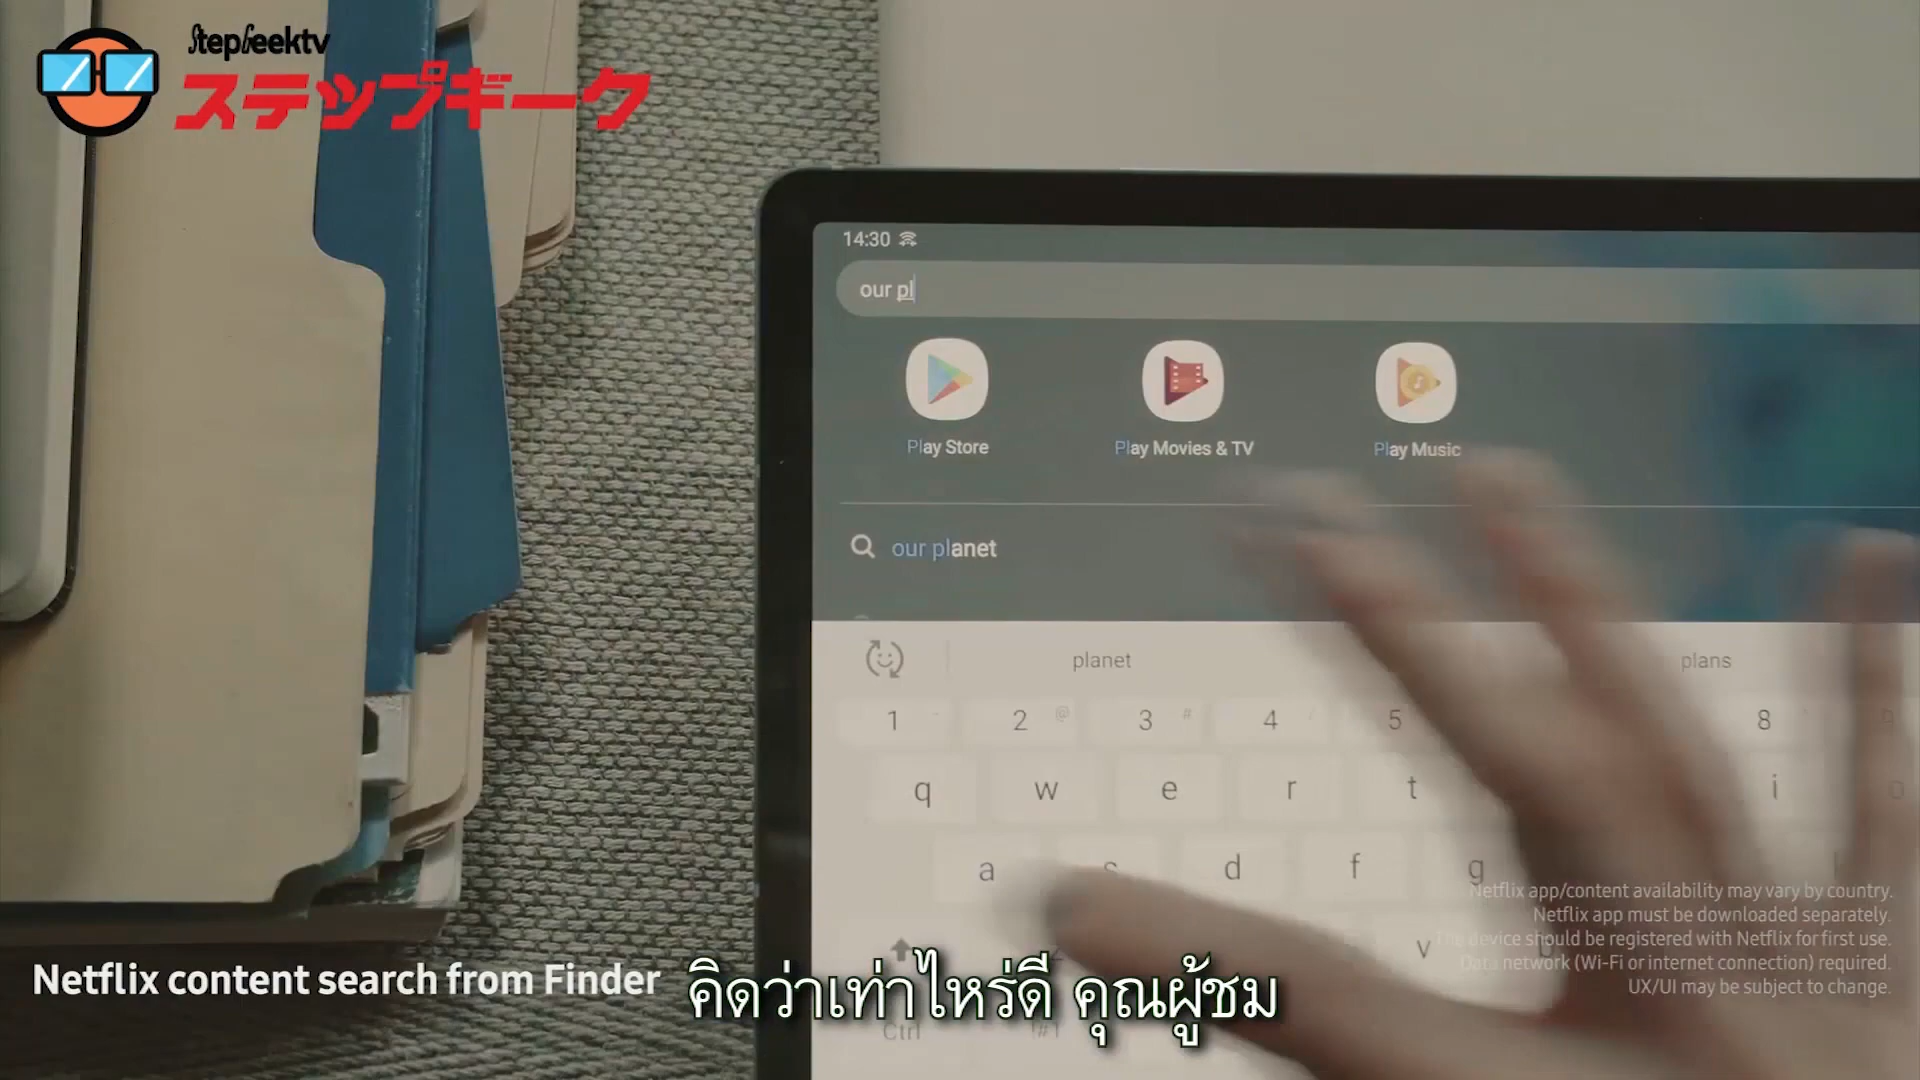 StepGeektv
ステップギーク
14:30
our pl
Play Store
Play Movies & TV
Play Music
our planet
planet
plans
1 2 @ 3 # 4 / 5 8 9
q w e r t i o
a s d f g
v
Ctrl !#1
Netflix app/content availability may vary by country.
Netflix app must be downloaded separately.
The device should be registered with Netflix for first use.
Data network (Wi-Fi or internet connection) required.
UX/UI may be subject to change.
Netflix content search from Finder
คิดว่าเท่าไหร่ดี คุณผู้ชม